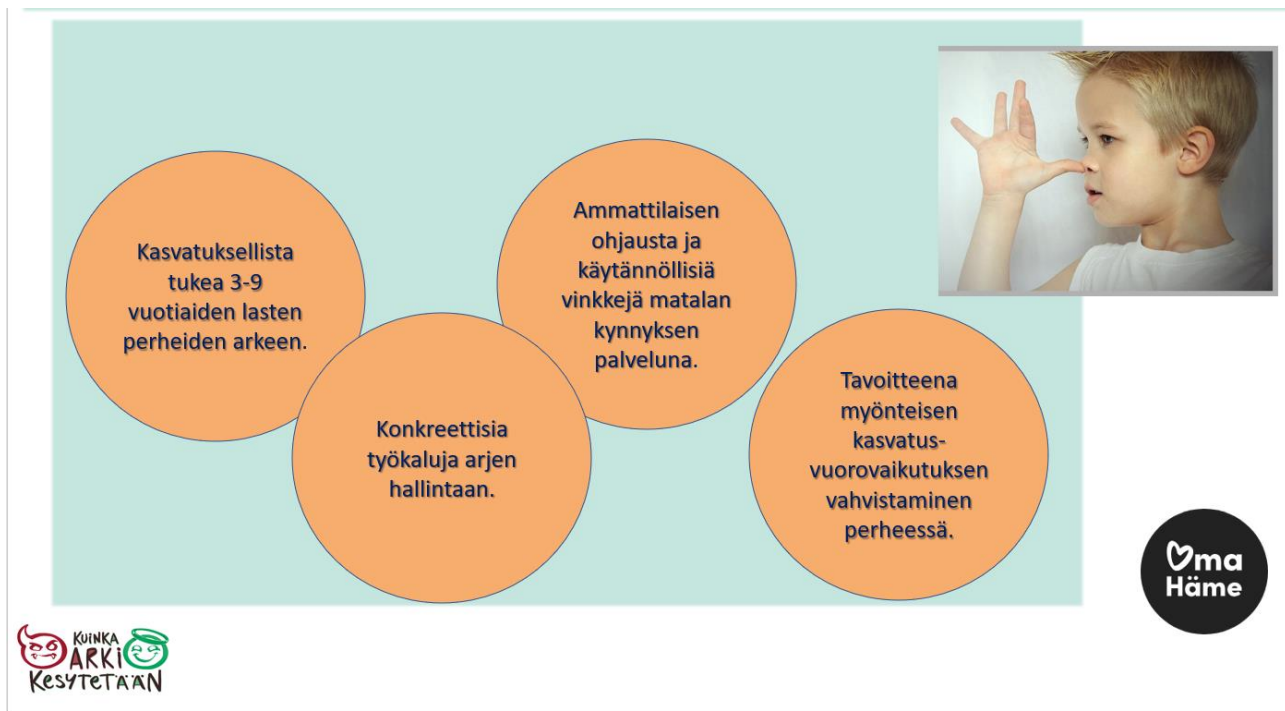 Kasvatuksellista
tukea 3-9
vuotiaiden lasten
perheiden arkeen.
Konkreettisia
työkaluja arjen
hallintaan.
Ammattilaisen
ohjausta ja
käytännöllisiä
vinkkejä matalan
kynnyksen
palveluna.
Tavoitteena
myönteisen
kasvatus-
vuorovaikutuksen
vahvistaminen
perheessä.
Oma
Häme
KUINKA
ARKI
KESYTETÄÄN